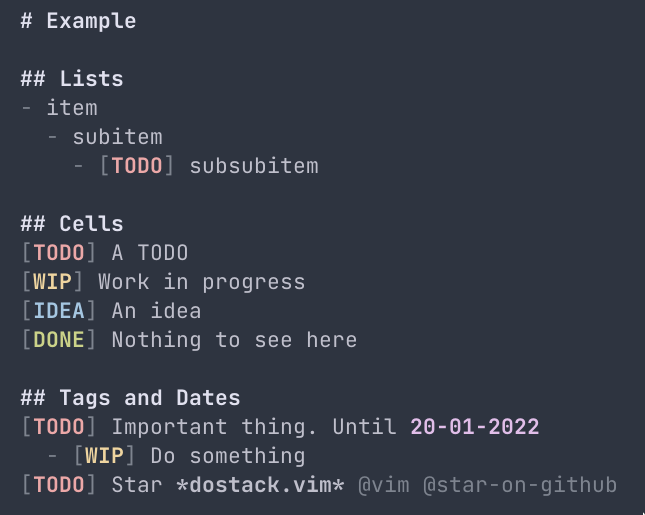 # Example
## Lists
- item
- subitem
- [TODO] subsubitem
## Cells
[TODO] A TODO
[WIP] Work in progress
[IDEA] An idea
[DONE] Nothing to see here
## Tags and Dates
[TODO] Important thing. Until 20-01-2022
- [WIP] Do something
[TODO] Star *dostack.vim* @vim @star-on-github